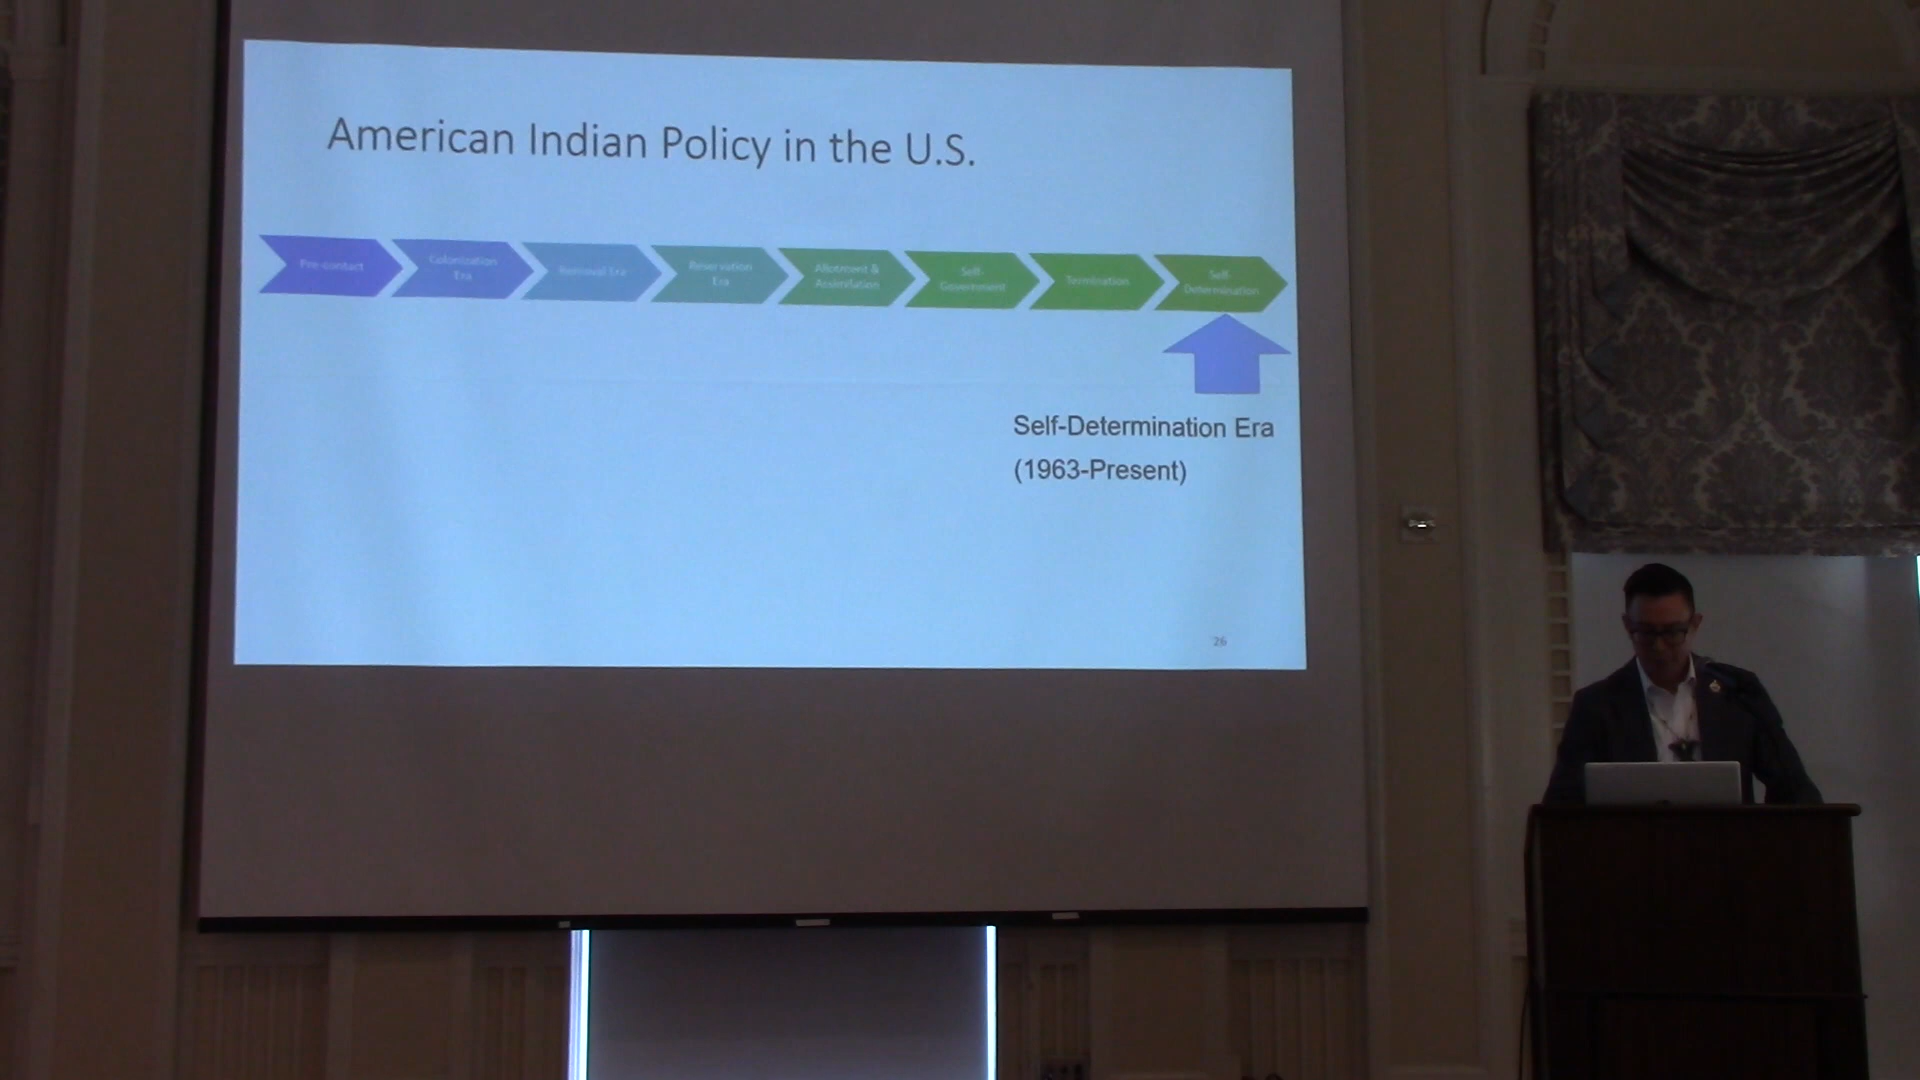 American Indian Policy in the U.S.
Pre-contact
Colonization
Era
Removal Era
Reservation
Era
Allotment &
Assimilation
Self-
Government
Termination
Self-
Determination
Self-Determination Era
(1963-Present)
26